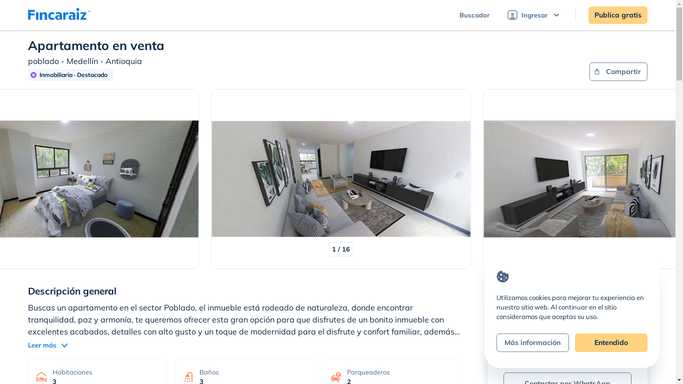 Fincaraiz
Buscador
Ingresar
Publica gratis
Apartamento en venta
poblado - Medellín - Antioquia
Inmobiliaria - Destacado
Compartir
1 / 16
Descripción general
Buscas un apartamento en el sector Poblado, el inmueble está rodeado de naturaleza, donde encontrar
tranquilidad, paz y armonía, te queremos ofrecer esta gran opción para que disfrutes de un bonito inmueble con
excelentes acabados, detalles con alto gusto y un toque de modernidad para el disfrute y confort familiar, además...
Leer más
Habitaciones
3
Baños
3
Parqueaderos
2
Utilizamos cookies para mejorar tu experiencia en
nuestro sitio web. Al continuar en el sitio
consideramos que aceptas su uso.
Más información
Entendido
Contactar por WhatsApp